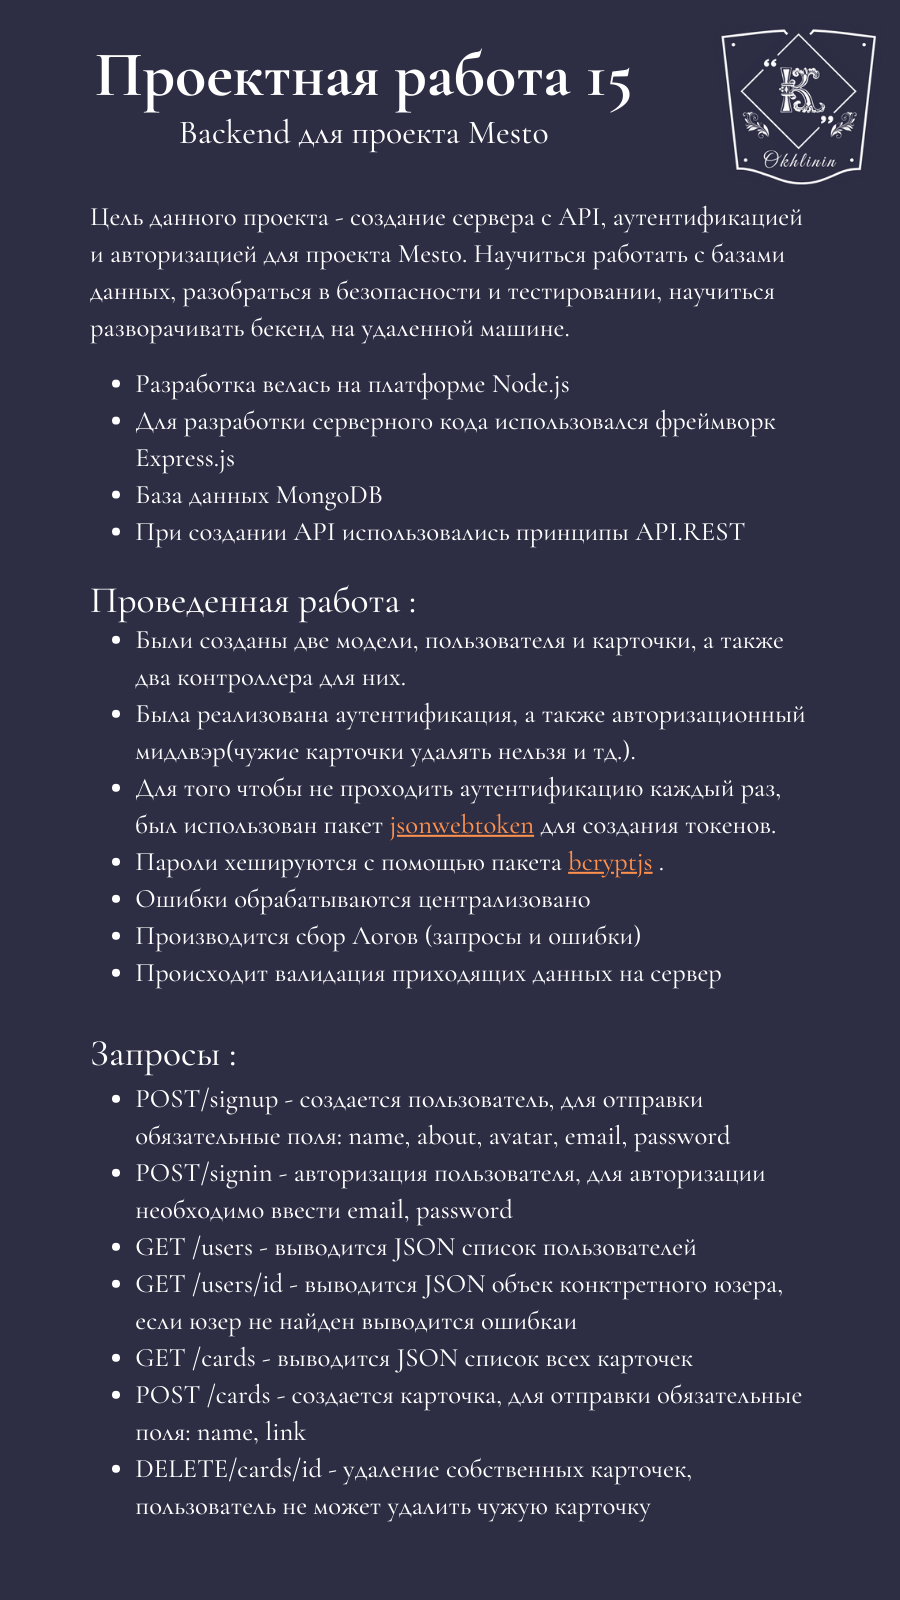 Проектная работа 15
Backend для проекта Mesto
“K”
Okhlinin
Цель данного проекта - создание сервера с API, аутентификацией
и авторизацией для проекта Mesto. Научиться работать с базами
данных, разобраться в безопасности и тестировании, научиться
разворачивать бекенд на удаленной машине.
• Разработка велась на платформе Node.js
• Для разработки серверного кода использовался фреймворк
Express.js
• База данных MongoDB
• При создании API использовались принципы API.REST
Проведенная работа :
• Были созданы две модели, пользователя и карточки, а также
два контроллера для них.
• Была реализована аутентификация, а также авторизационный
мидлвэр(чужие карточки удалять нельзя и тд.).
• Для того чтобы не проходить аутентификацию каждый раз,
был использован пакет jsonwebtoken для создания токенов.
• Пароли хешируются с помощью пакета bcryptjs .
• Ошибки обрабатываются централизовано
• Производится сбор Логов (запросы и ошибки)
• Происходит валидация приходящих данных на сервер
Запросы :
• POST/signup - создается пользователь, для отправки
обязательные поля: name, about, avatar, email, password
• POST/signin - авторизация пользователя, для авторизации
необходимо ввести email, password
• GET /users - выводится JSON список пользователей
• GET /users/id - выводится JSON объек конктретного юзера,
если юзер не найден выводится ошибкаи
• GET /cards - выводится JSON список всех карточек
• POST /cards - создается карточка, для отправки обязательные
поля: name, link
• DELETE/cards/id - удаление собственных карточек,
пользователь не может удалить чужую карточку